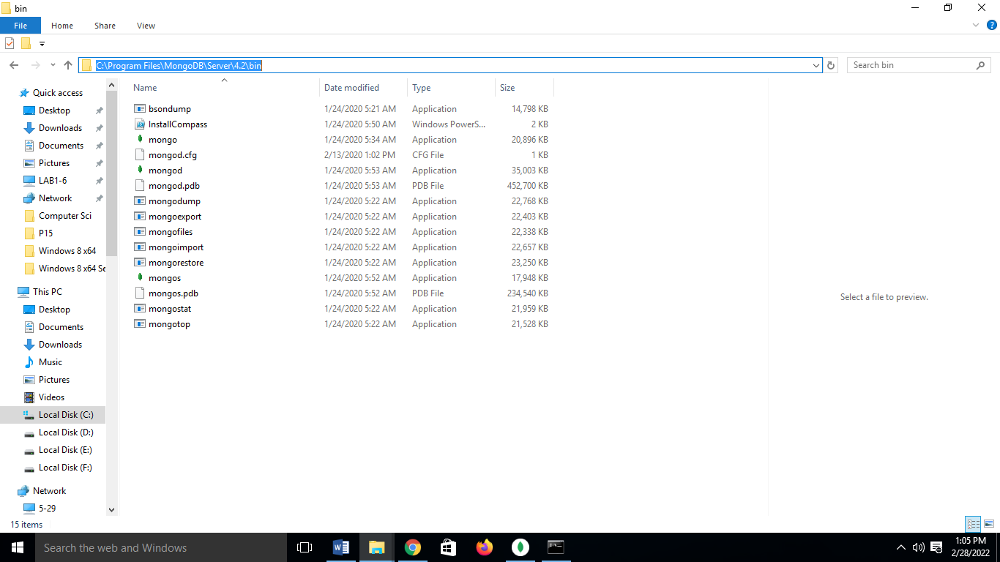 bin
File Home Share View
C:\Program Files\MongoDB\Server\4.2\bin
Search bin
Name Date modified Type Size
Quick access
Desktop
Downloads
Documents
Pictures
LAB1-6
Network
Computer Sci
P15
Windows 8 x64
Windows 8 x64 Se
This PC
Desktop
Documents
Downloads
Music
Pictures
Videos
Local Disk (C:)
Local Disk (D:)
Local Disk (E:)
Local Disk (F:)
Network
5-29
bsondump 1/24/2020 5:21 AM Application 14,798 KB
InstallCompass 1/24/2020 5:50 AM Windows PowerS... 2 KB
mongo 1/24/2020 5:34 AM Application 20,896 KB
mongod.cfg 2/13/2020 1:02 PM CFG File 1 KB
mongod 1/24/2020 5:53 AM Application 35,003 KB
mongod.pdb 1/24/2020 5:53 AM PDB File 452,700 KB
mongodump 1/24/2020 5:22 AM Application 22,768 KB
mongoexport 1/24/2020 5:22 AM Application 22,403 KB
mongofiles 1/24/2020 5:22 AM Application 22,338 KB
mongoimport 1/24/2020 5:22 AM Application 22,657 KB
mongorestore 1/24/2020 5:22 AM Application 23,250 KB
mongos 1/24/2020 5:52 AM Application 17,948 KB
mongos.pdb 1/24/2020 5:52 AM PDB File 234,540 KB
mongostat 1/24/2020 5:22 AM Application 21,959 KB
mongotop 1/24/2020 5:22 AM Application 21,528 KB
Select a file to preview.
15 items
Search the web and Windows
1:05 PM
2/28/2022